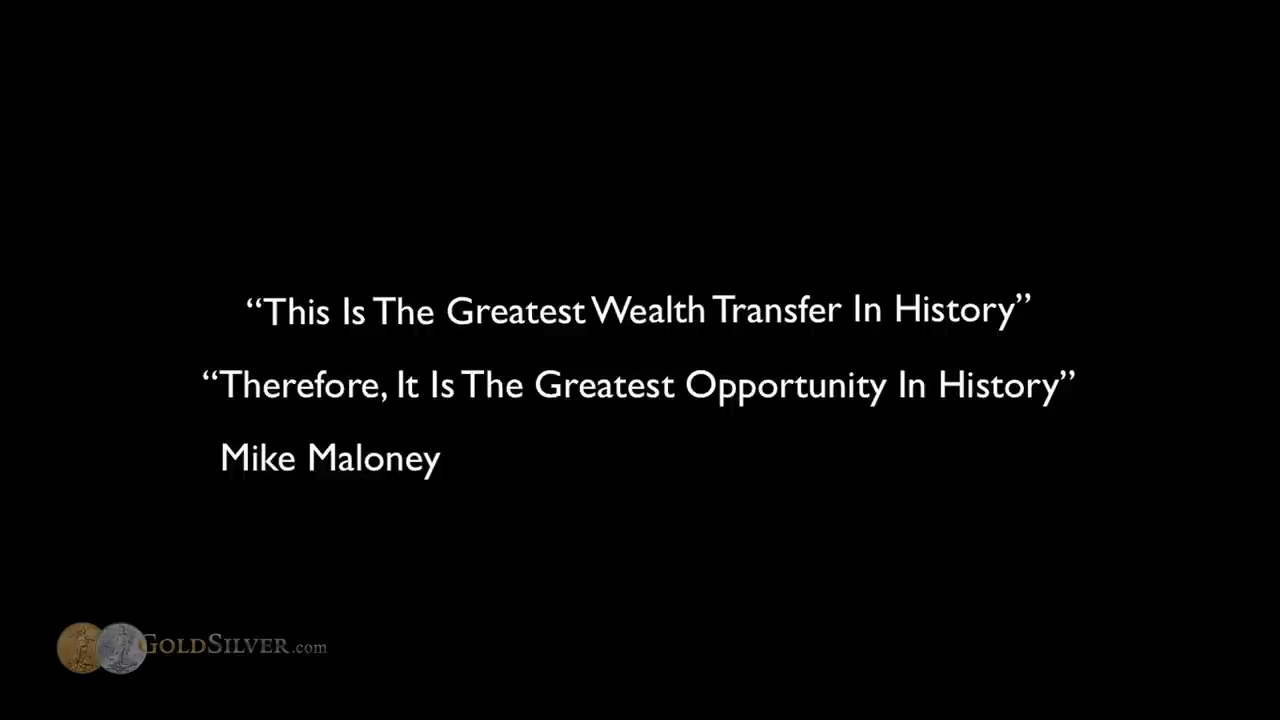 “This Is The Greatest Wealth Transfer In History”
“Therefore, It Is The Greatest Opportunity In History”
Mike Maloney
GOLDSILVER.com